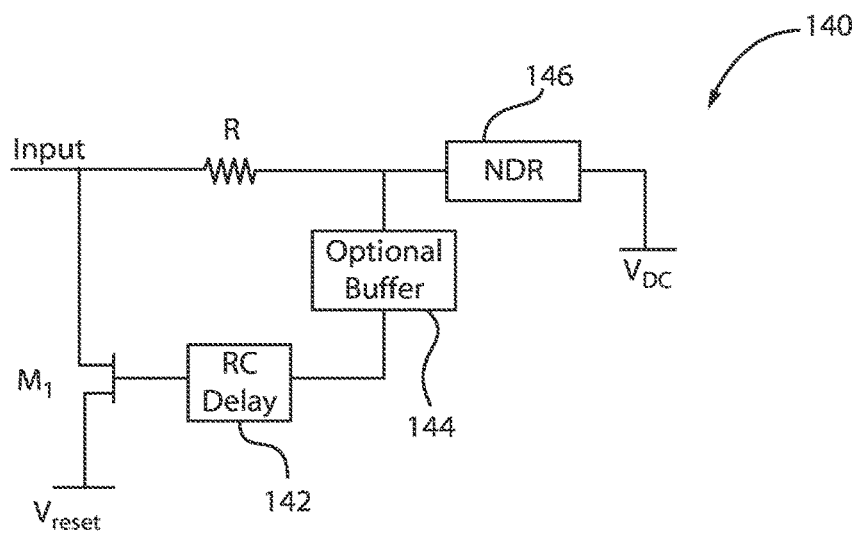 140
146
R
Input
NDR
Optional
Buffer
V_DC
RC
Delay
M_1
144
142
V_reset